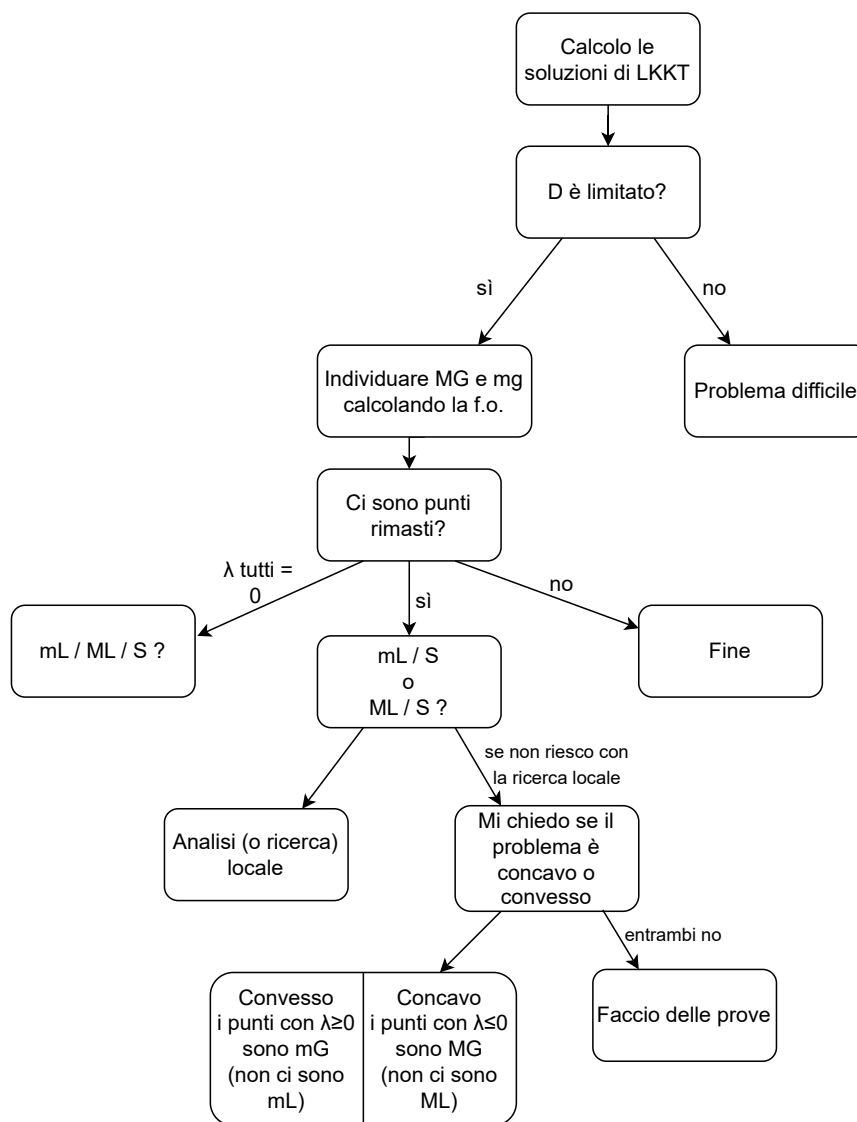 Calcolo le
soluzioni di LKKT
D è limitato?
sì
no
Individuare MG e mg
calcolando la f.o.
Problema difficile
Ci sono punti
rimasti?
λ tutti =
0
sì
no
mL / ML / S ?
mL / S
o
ML / S ?
Fine
se non riesco con
la ricerca locale
Analisi (o ricerca)
locale
Mi chiedo se il
problema è
concavo o
convesso
entrambi no
Convesso
i punti con λ≥0
sono mG
(non ci sono
mL)
Concavo
i punti con λ≤0
sono MG
(non ci sono
ML)
Faccio delle prove